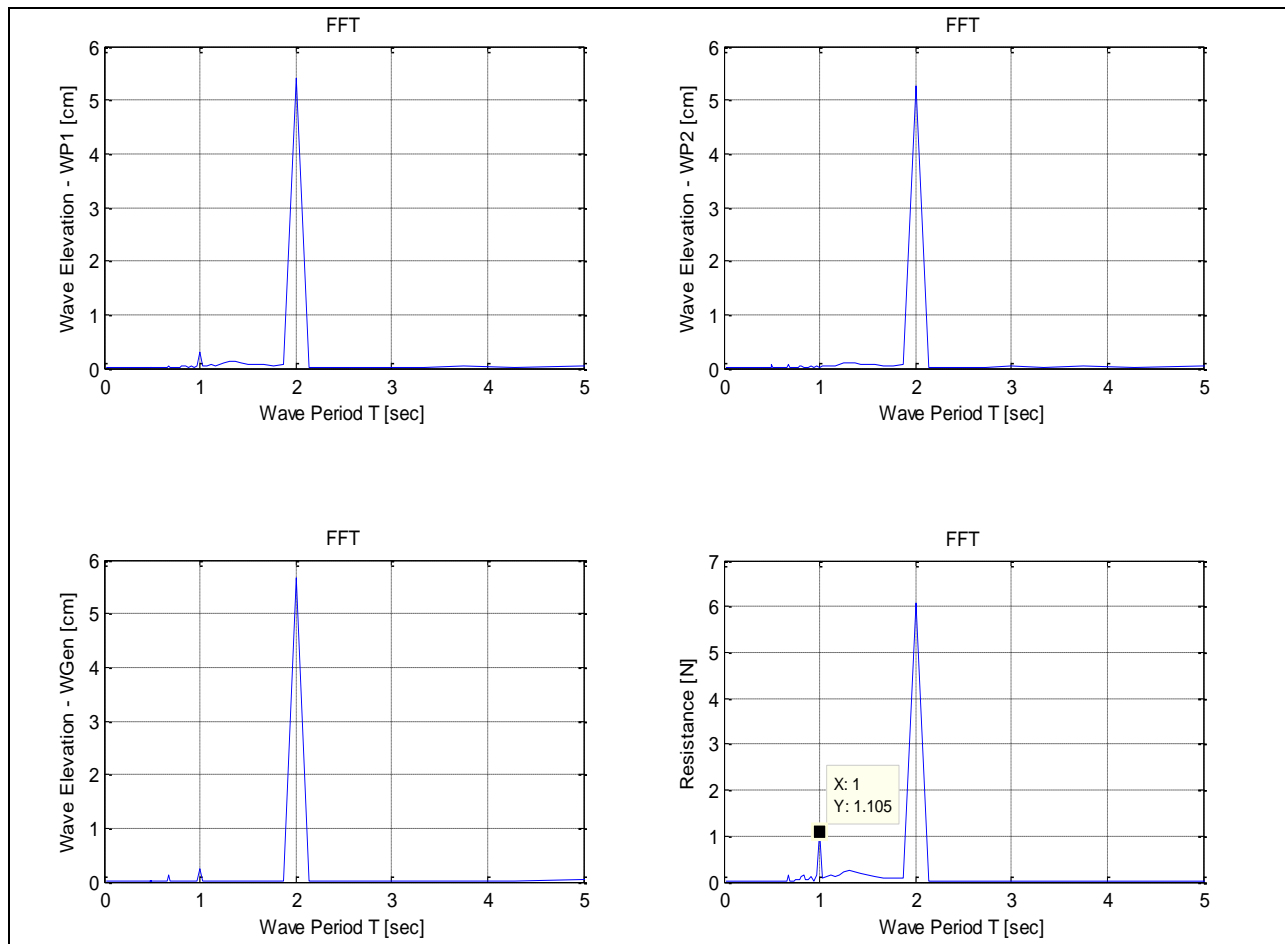 FFT
6
5
4
3
2
1
0
Wave Elevation - WP1 [cm]
0 1 2 3 4 5
Wave Period T [sec]
FFT
6
5
4
3
2
1
0
Wave Elevation - WP2 [cm]
0 1 2 3 4 5
Wave Period T [sec]
FFT
6
5
4
3
2
1
0
Wave Elevation - WGen [cm]
0 1 2 3 4 5
Wave Period T [sec]
FFT
7
6
5
4
3
2
1
0
Resistance [N]
X: 1
Y: 1.105
0 1 2 3 4 5
Wave Period T [sec]